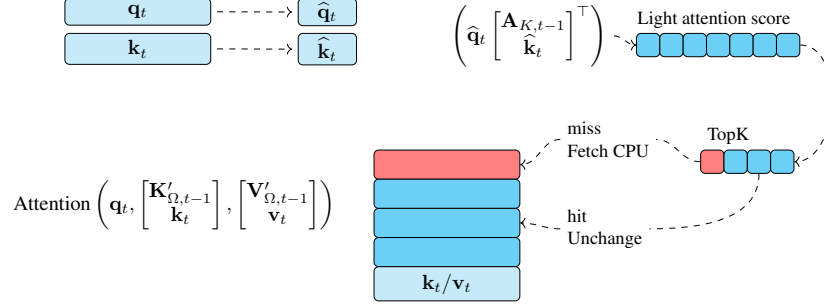 q_t q̂_t
k_t k̂_t
(q̂_t [A_{K,t−1} k̂_t]^⊤)
Light attention score
miss
Fetch CPU
TopK
Attention (q_t, [K′_{Ω,t−1} k_t], [V′_{Ω,t−1} v_t])
hit
Unchange
k_t/v_t